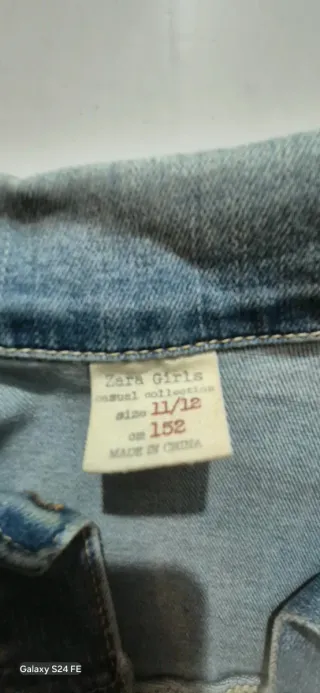 Zara Girls
casual collection
size 11/12
cm 152
MADE IN CHINA
Galaxy S24 FE